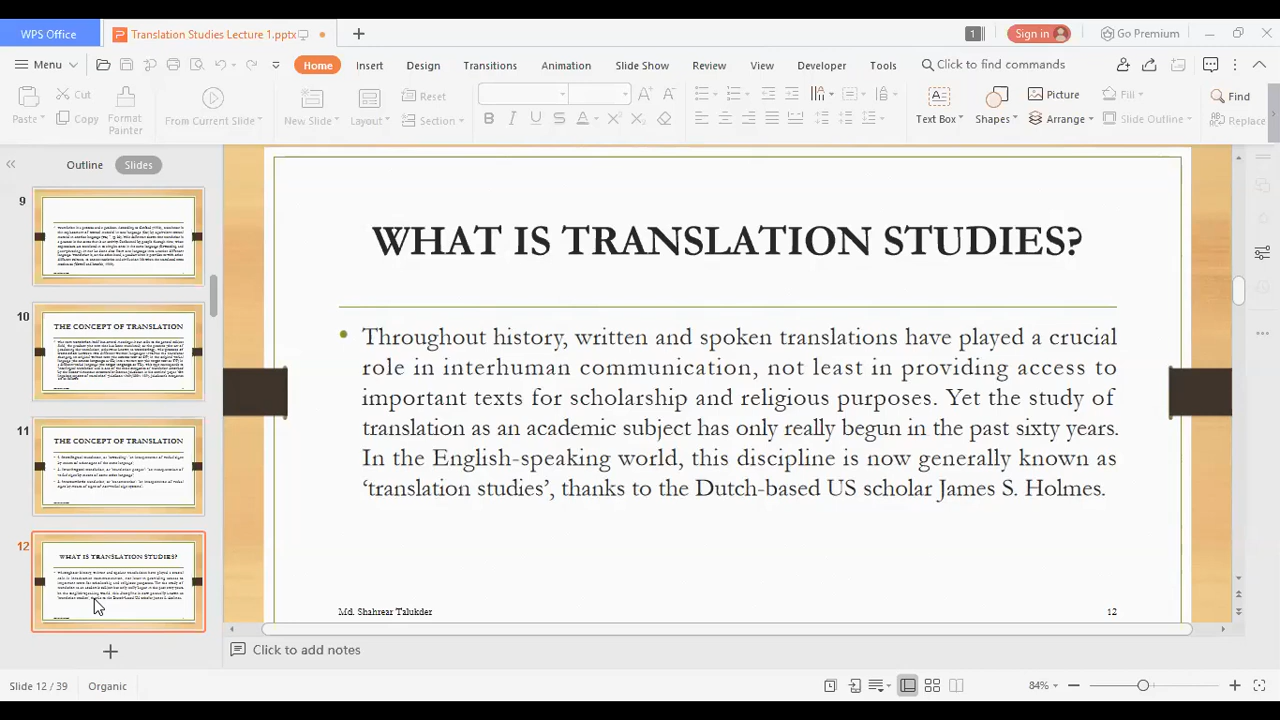 WPS Office
Translation Studies Lecture 1.pptx
1
Sign in
Go Premium
Menu
Home
Insert
Design
Transitions
Animation
Slide Show
Review
View
Developer
Tools
Click to find commands
Cut
Painter
From Current Slide
New Slide
Layout
Reset
Section
B I U S A X² X₂
Text Box
Shapes
Picture
Arrange
Fill
Slide Outline
Find
Replace
Outline
Slides
9
10
THE CONCEPT OF TRANSLATION
11
THE CONCEPT OF TRANSLATION
12
WHAT IS TRANSLATION STUDIES?
WHAT IS TRANSLATION STUDIES?
Throughout history, written and spoken translations have played a crucial
role in interhuman communication, not least in providing access to
important texts for scholarship and religious purposes. Yet the study of
translation as an academic subject has only really begun in the past sixty years.
In the English-speaking world, this discipline is now generally known as
‘translation studies’, thanks to the Dutch-based US scholar James S. Holmes.
Md. Shahrear Talukder
12
Click to add notes
Slide 12 / 39
Organic
84%